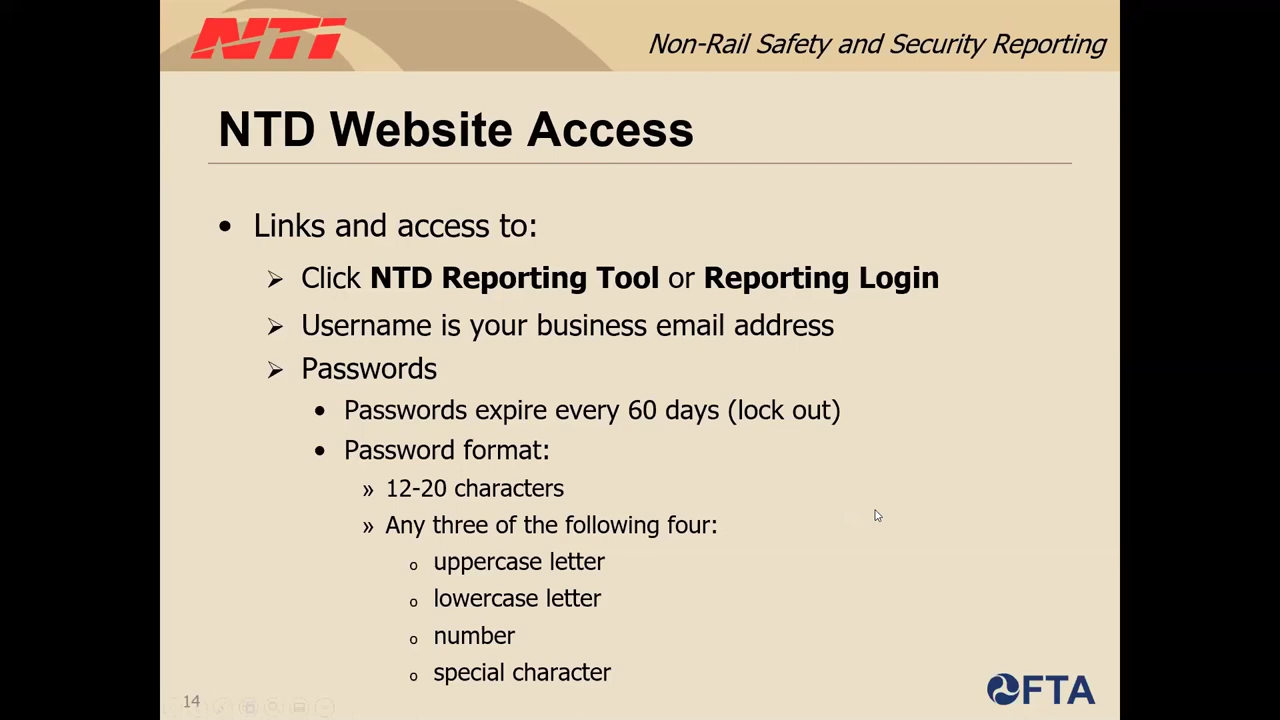 NTI
Non-Rail Safety and Security Reporting
NTD Website Access
• Links and access to:
➢ Click NTD Reporting Tool or Reporting Login
➢ Username is your business email address
➢ Passwords
• Passwords expire every 60 days (lock out)
• Password format:
» 12-20 characters
» Any three of the following four:
o uppercase letter
o lowercase letter
o number
o special character
14
FTA